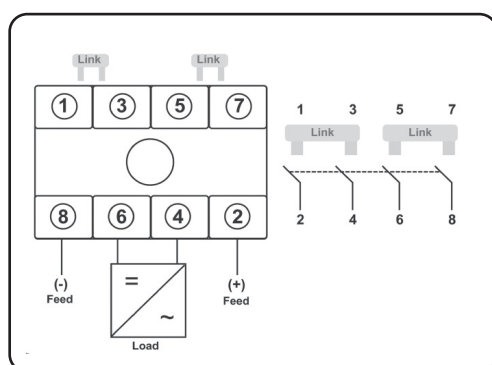 Link Link
1 3 5 7
8 6 4 2
(-) (+)
Feed Feed
=
~
Load
1 3 5 7
Link Link
2 4 6 8